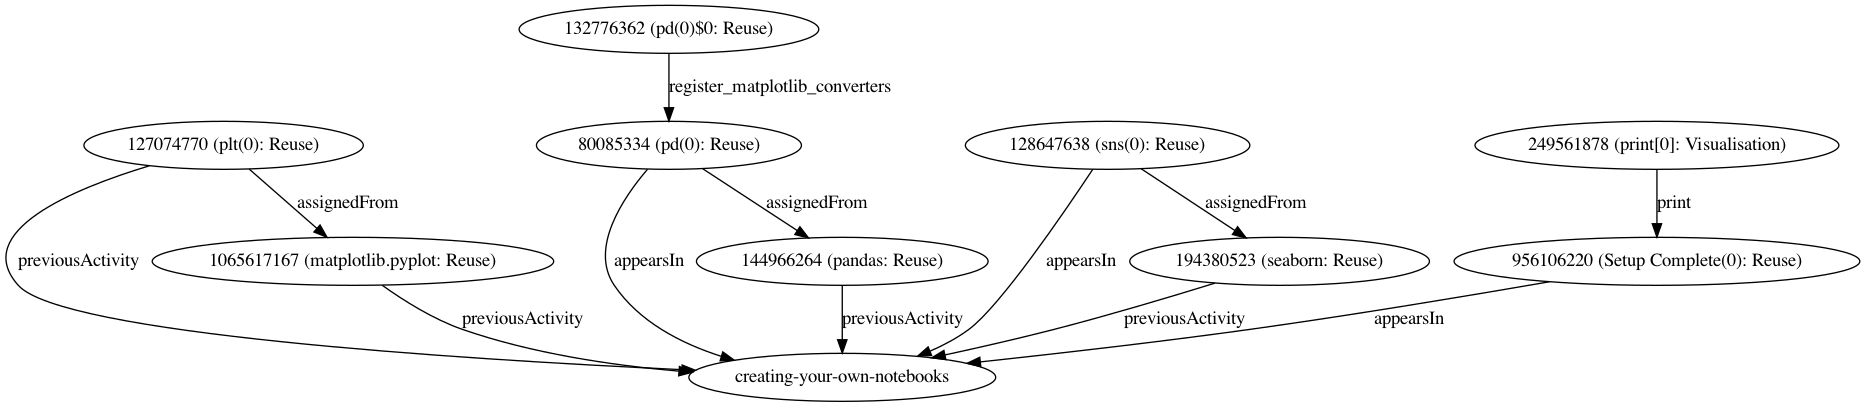 132776362 (pd(0)$0: Reuse)
register_matplotlib_converters
127074770 (plt(0): Reuse)
80085334 (pd(0): Reuse)
128647638 (sns(0): Reuse)
249561878 (print[0]: Visualisation)
assignedFrom
assignedFrom
assignedFrom
print
previousActivity
1065617167 (matplotlib.pyplot: Reuse)
appearsIn
144966264 (pandas: Reuse)
appearsIn
194380523 (seaborn: Reuse)
956106220 (Setup Complete(0): Reuse)
previousActivity
previousActivity
previousActivity
appearsIn
creating-your-own-notebooks